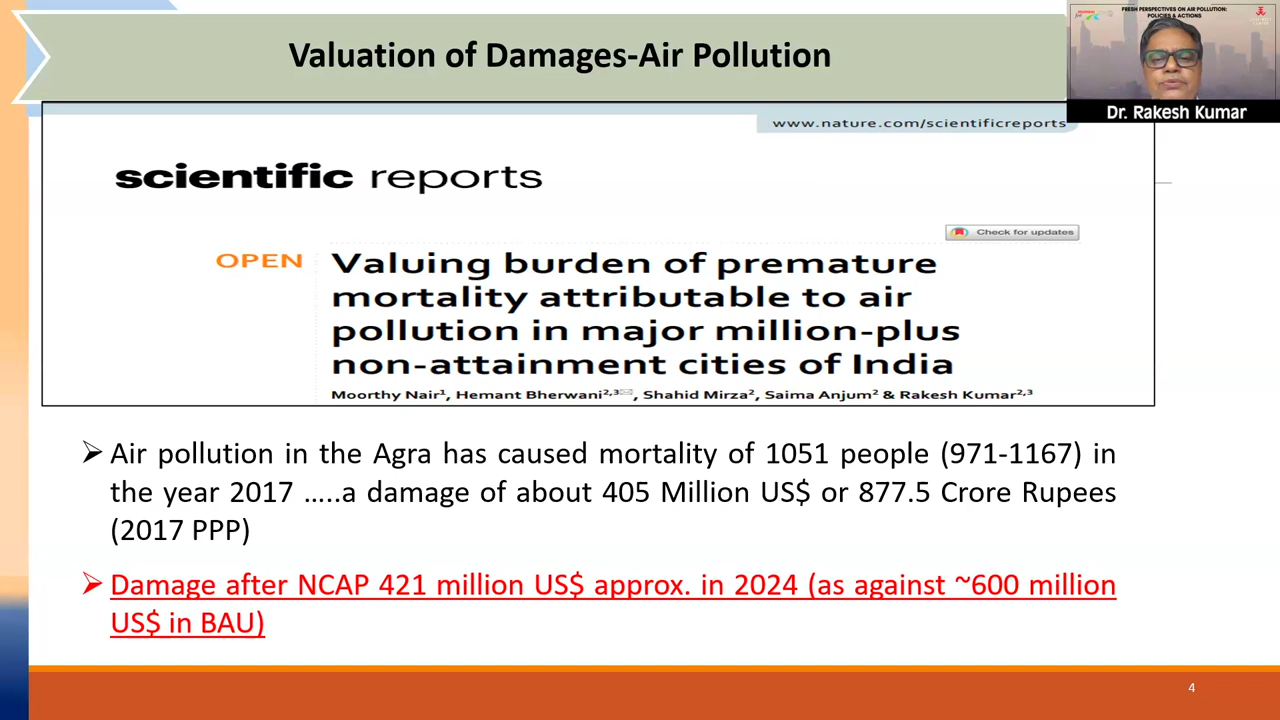 Valuation of Damages-Air Pollution
FRESH PERSPECTIVES ON AIR POLLUTION:
POLICIES & ACTIONS
Dr. Rakesh Kumar
www.nature.com/scientificreports
scientific reports
Check for updates
OPEN
Valuing burden of premature
mortality attributable to air
pollution in major million-plus
non-attainment cities of India
Moorthy Nair1, Hemant Bherwani2,3✉, Shahid Mirza2, Saima Anjum2 & Rakesh Kumar2,3
➢ Air pollution in the Agra has caused mortality of 1051 people (971-1167) in
the year 2017 …..a damage of about 405 Million US$ or 877.5 Crore Rupees
(2017 PPP)
➢ Damage after NCAP 421 million US$ approx. in 2024 (as against ~600 million
US$ in BAU)
4